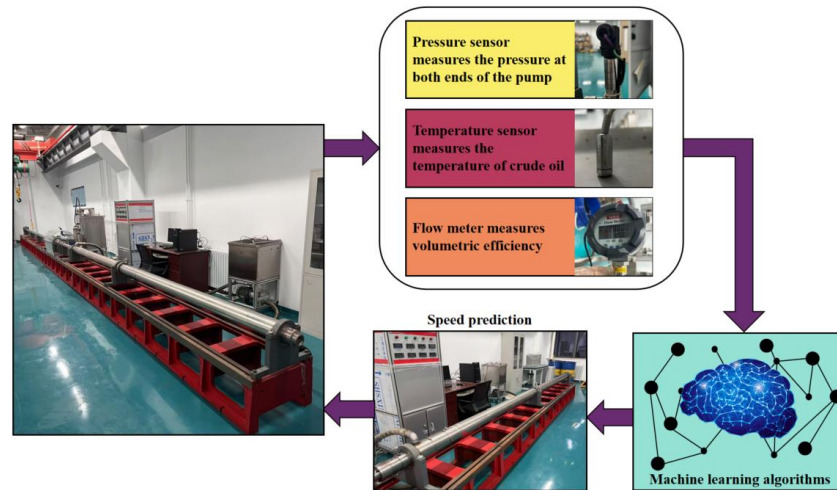 Pressure sensor
measures the pressure at
both ends of the pump
Temperature sensor
measures the
temperature of crude oil
Flow meter measures
volumetric efficiency
Speed prediction
Machine learning algorithms